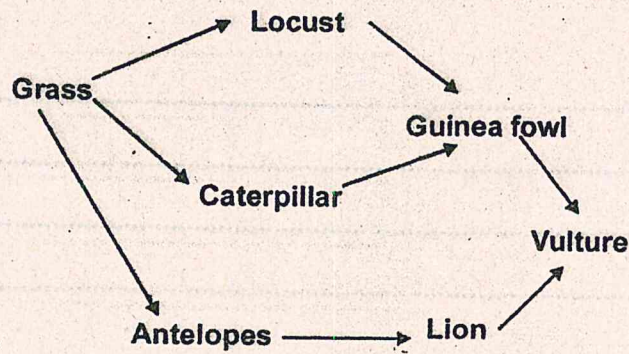 Locust
Grass
Guinea fowl
Caterpillar
Vulture
Antelopes
Lion